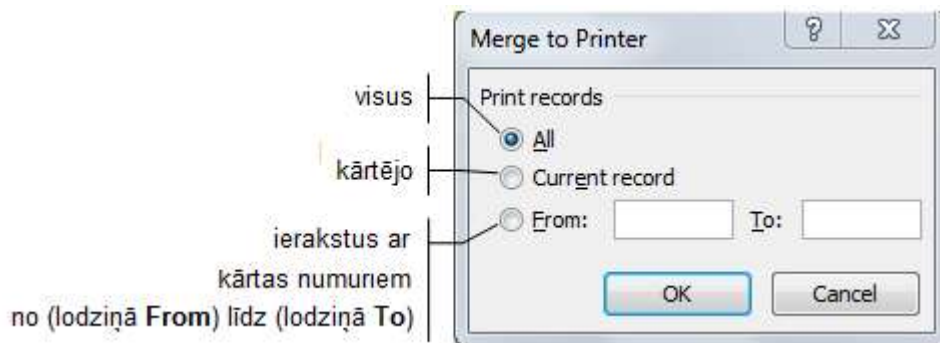 Merge to Printer
visus
Print records
All
kārtējo
Current record
From:
To:
ierakstus ar
kārtas numuriem
no (lodziņā From) līdz (lodziņā To)
OK
Cancel